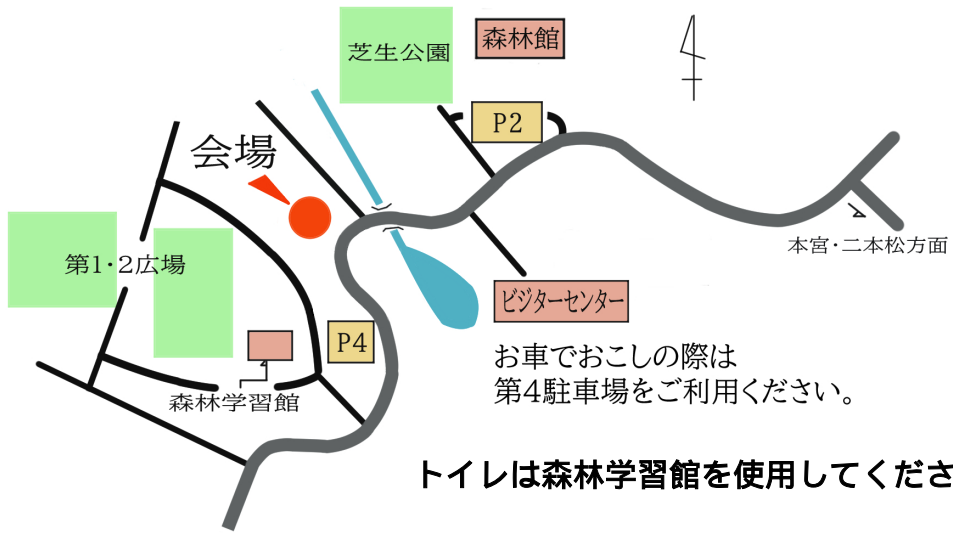 芝生公園
森林館
P2
会場
本宮・二本松方面
第1・2広場
ビジターセンター
P4
お車でおこしの際は
第4駐車場をご利用ください。
森林学習館
トイレは森林学習館を使用してくださ